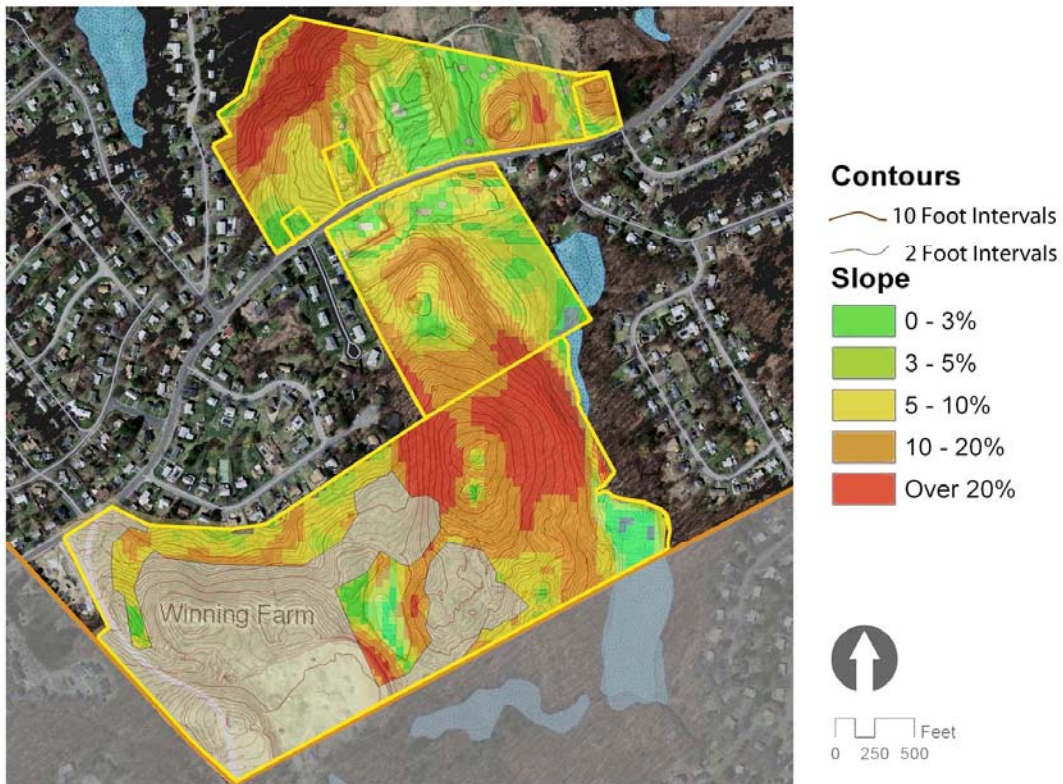 Winning Farm
Contours
10 Foot Intervals
2 Foot Intervals
Slope
0 - 3%
3 - 5%
5 - 10%
10 - 20%
Over 20%
Feet
0 250 500